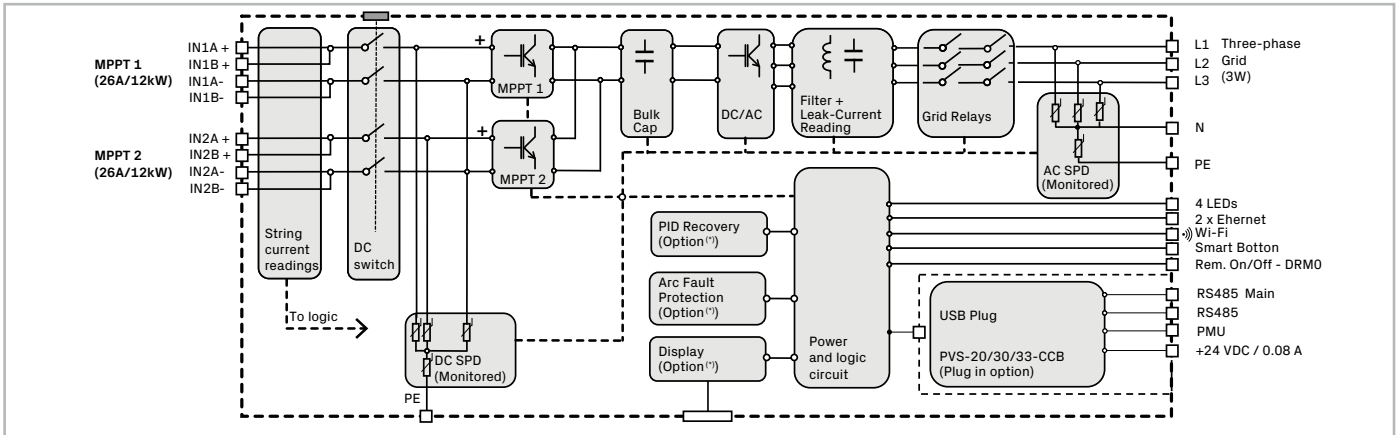 MPPT 1
(26A/12kW)
IN1A +
IN1B +
IN1A-
IN1B-
MPPT 2
(26A/12kW)
IN2A +
IN2B +
IN2A-
IN2B-
String
current
readings
To logic
DC
switch
+
MPPT 1
+
MPPT 2
DC SPD
(Monitored)
PE
Bulk
Cap
DC/AC
Filter +
Leak-Current
Reading
Grid Relays
AC SPD
(Monitored)
L1 Three-phase
L2 Grid
L3 (3W)
N
PE
PID Recovery
(Option(*))
Arc Fault
Protection
(Option(*))
Display
(Option(*))
Power
and logic
circuit
4 LEDs
2 x Ehernet
Wi-Fi
Smart Botton
Rem. On/Off - DRM0
USB Plug
PVS-20/30/33-CCB
(Plug in option)
RS485 Main
RS485
PMU
+24 VDC / 0.08 A